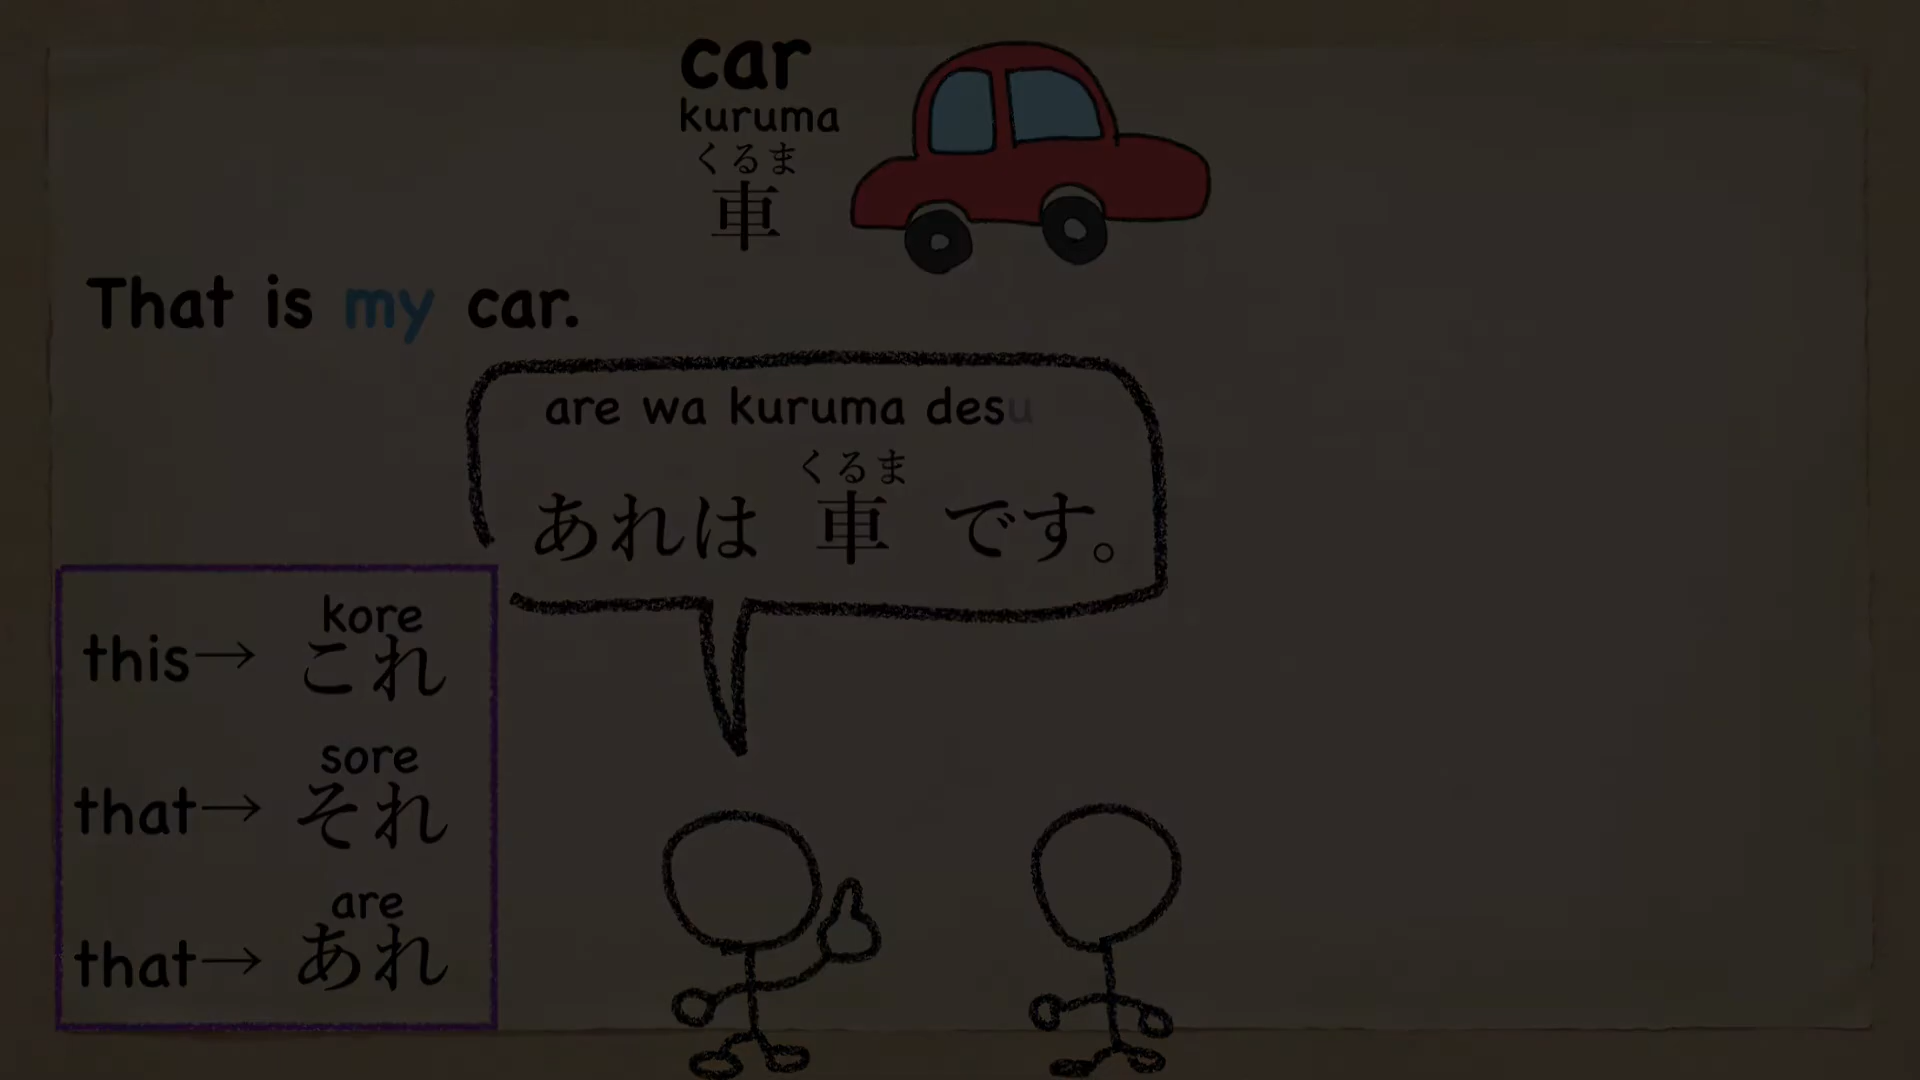 car
kuruma
くるま
車
That is my car.
are wa kuruma desu
くるま
あれは 車 です。
kore
this→ これ
sore
that→ それ
are
that→ あれ